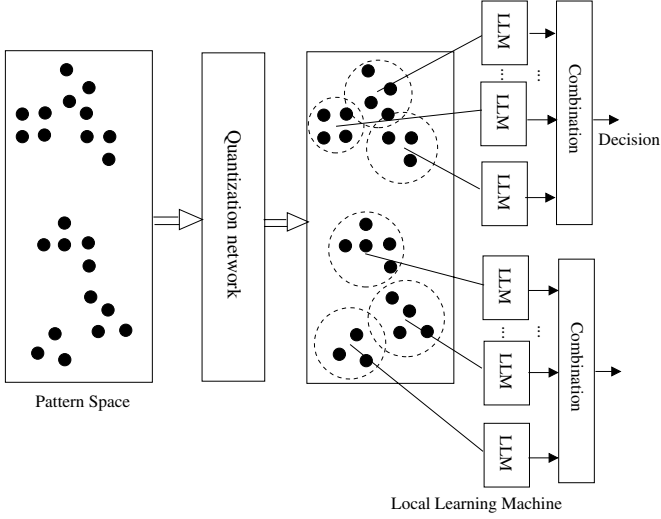 LLM
... ...
LLM
LLM
Combination
Decision
Quantization network
LLM
... ...
LLM
LLM
Combination
Pattern Space
Local Learning Machine